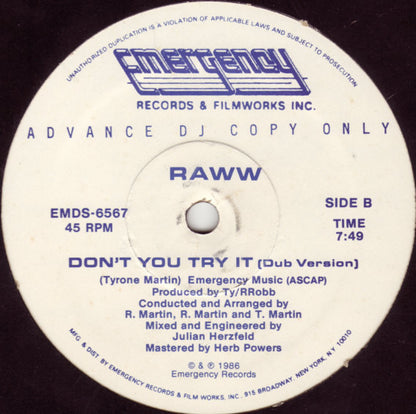 UNAUTHORIZED DUPLICATION IS A VIOLATION OF APPLICABLE LAWS AND SUBJECT TO PROSECUTION
Emergency
RECORDS & FILMWORKS INC.
ADVANCE DJ COPY ONLY
RAWW
EMDS-6567
45 RPM
SIDE B
TIME
7:49
DON'T YOU TRY IT (Dub Version)
(Tyrone Martin) Emergency Music (ASCAP)
Produced by Ty/RRobb
Conducted and Arranged by
R. Martin, R. Martin and T. Martin
Mixed and Engineered by
Julian Herzfeld
Mastered by Herb Powers
© & ℗ 1986
Emergency Records
MFG. & DIST. BY EMERGENCY RECORDS & FILM WORKS, INC. 915 BROADWAY, NEW YORK, N.Y. 10010